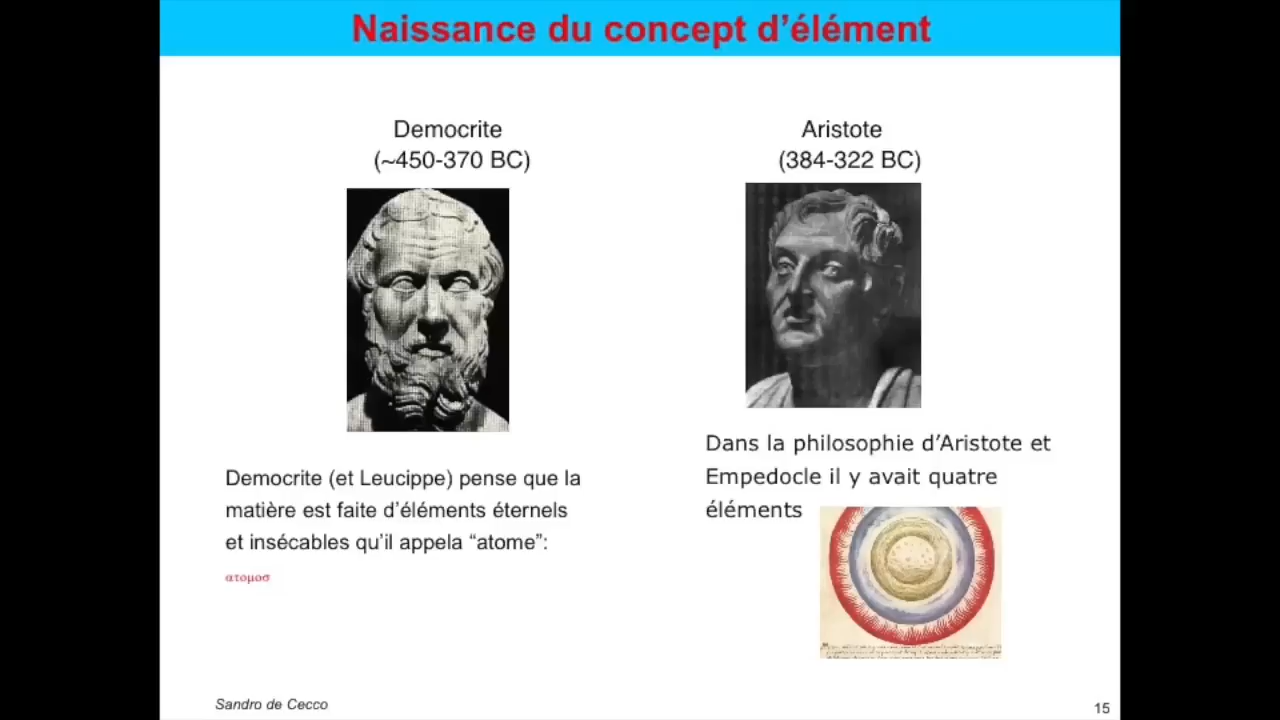 Naissance du concept d’élément
Democrite
(~450-370 BC)
Aristote
(384-322 BC)
Democrite (et Leucippe) pense que la
matière est faite d’éléments éternels
et insécables qu’il appela “atome”:
ατομοσ
Dans la philosophie d’Aristote et
Empedocle il y avait quatre
éléments
Sandro de Cecco
15